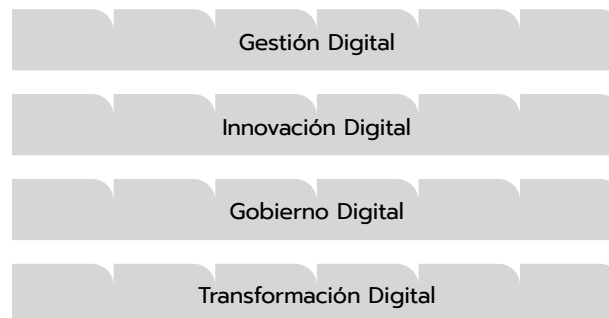 Gestión Digital
Innovación Digital
Gobierno Digital
Transformación Digital